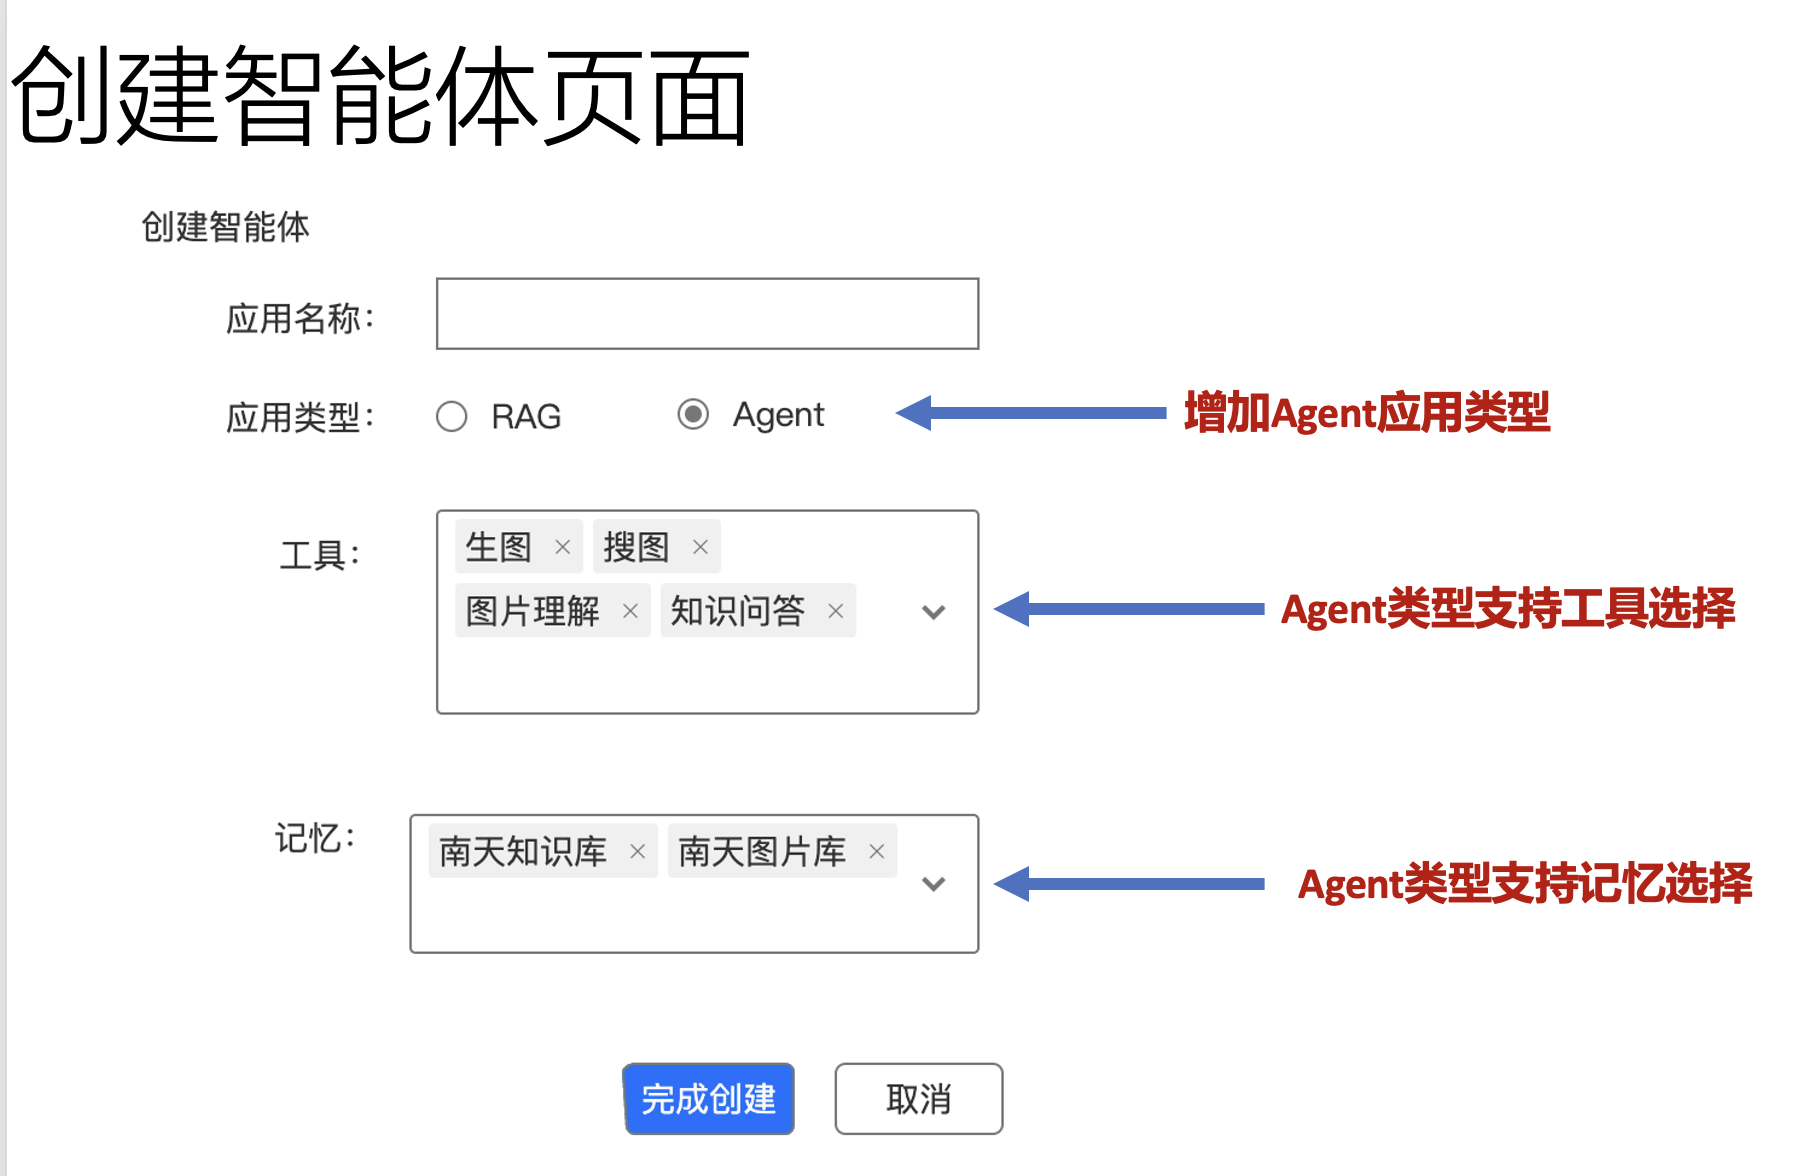 创建智能体页面
创建智能体
应用名称：
应用类型： RAG Agent 增加Agent应用类型
工具： 生图 × 搜图 ×
图片理解 × 知识问答 × Agent类型支持工具选择
记忆： 南天知识库 × 南天图片库 ×
Agent类型支持记忆选择
完成创建 取消